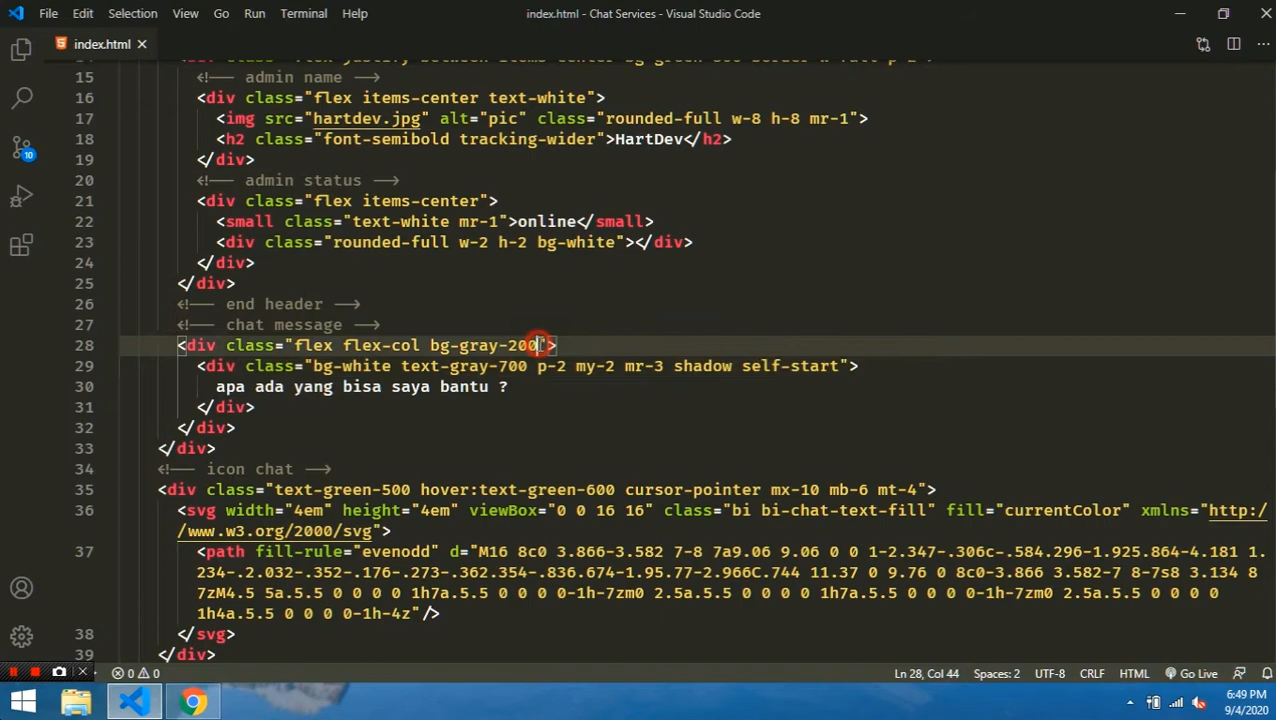 File Edit Selection View Go Run Terminal Help index.html - Chat Services - Visual Studio Code
index.html
15 <!-- admin name -->
16 <div class="flex items-center text-white">
17 <img src="hartdev.jpg" alt="pic" class="rounded-full w-8 h-8 mr-1">
18 <h2 class="font-semibold tracking-wider">HartDev</h2>
19 </div>
20 <!-- admin status -->
21 <div class="flex items-center">
22 <small class="text-white mr-1">online</small>
23 <div class="rounded-full w-2 h-2 bg-white"></div>
24 </div>
25 </div>
26 <!-- end header -->
27 <!-- chat message -->
28 <div class="flex flex-col bg-gray-200">
29 <div class="bg-white text-gray-700 p-2 my-2 mr-3 shadow self-start">
30 apa ada yang bisa saya bantu ?
31 </div>
32 </div>
33 </div>
34 <!-- icon chat -->
35 <div class="text-green-500 hover:text-green-600 cursor-pointer mx-10 mb-6 mt-4">
36 <svg width="4em" height="4em" viewBox="0 0 16 16" class="bi bi-chat-text-fill" fill="currentColor" xmlns="http:/
/www.w3.org/2000/svg">
37 <path fill-rule="evenodd" d="M16 8c0 3.866-3.582 7-8 7a9.06 9.06 0 0 1-2.347-.306c-.584.296-1.925.864-4.181 1.
234-.2.032-.352-.176-.273-.362.354-.836.674-1.95.77-2.966C.744 11.37 0 9.76 0 8c0-3.866 3.582-7 8-7s8 3.134 8
7zM4.5 5a.5.5 0 0 0 0 1h7a.5.5 0 0 0 0-1h-7zm0 2.5a.5.5 0 0 0 0 1h7a.5.5 0 0 0 0-1h-7zm0 2.5a.5.5 0 0 0 0
1h4a.5.5 0 0 0 0-1h-4z"/>
38 </svg>
39 </div>
10
0 0 Ln 28, Col 44 Spaces: 2 UTF-8 CRLF HTML Go Live
6:49 PM
9/4/2020